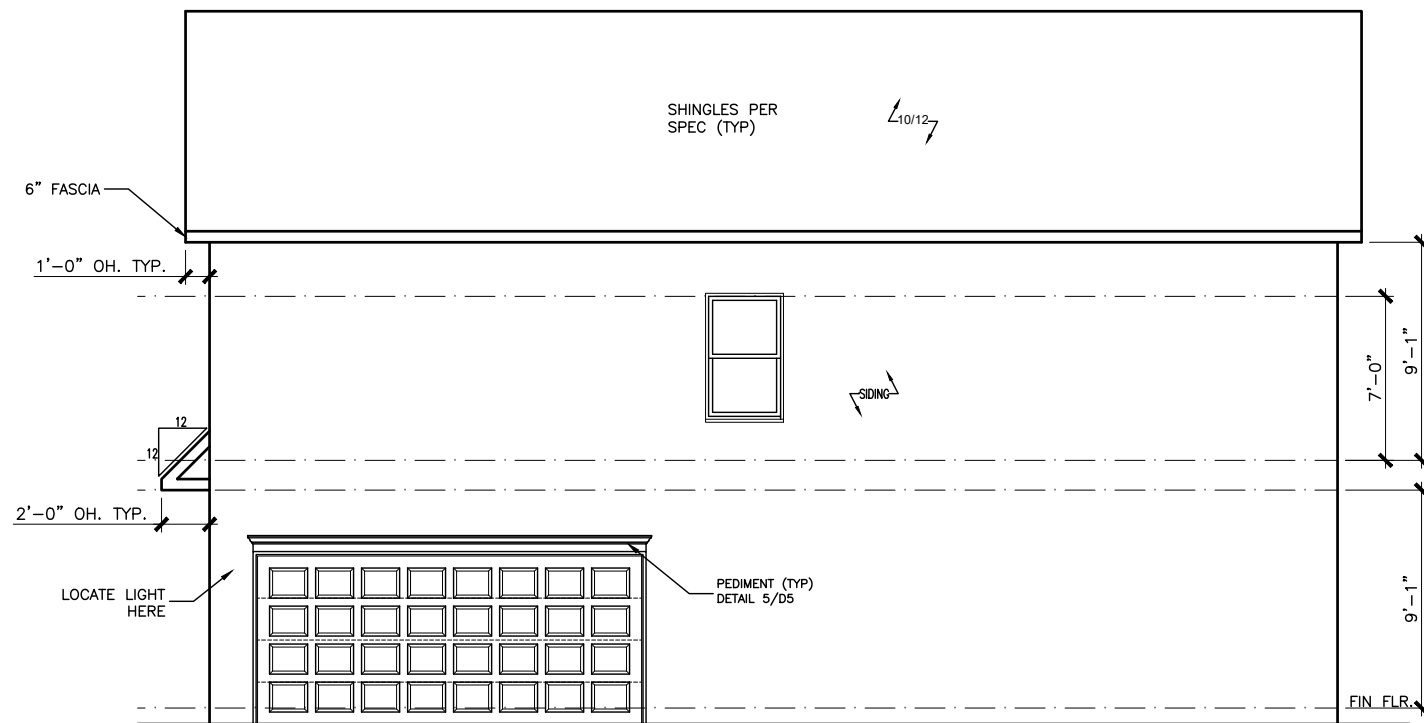 SHINGLES PER
SPEC (TYP)
10/12
6" FASCIA
1'-0" OH. TYP.
7'-0"
9'-1"
SIDING
12
12
2'-0" OH. TYP.
LOCATE LIGHT
HERE
PEDIMENT (TYP)
DETAIL 5/D5
9'-1"
FIN FLR.